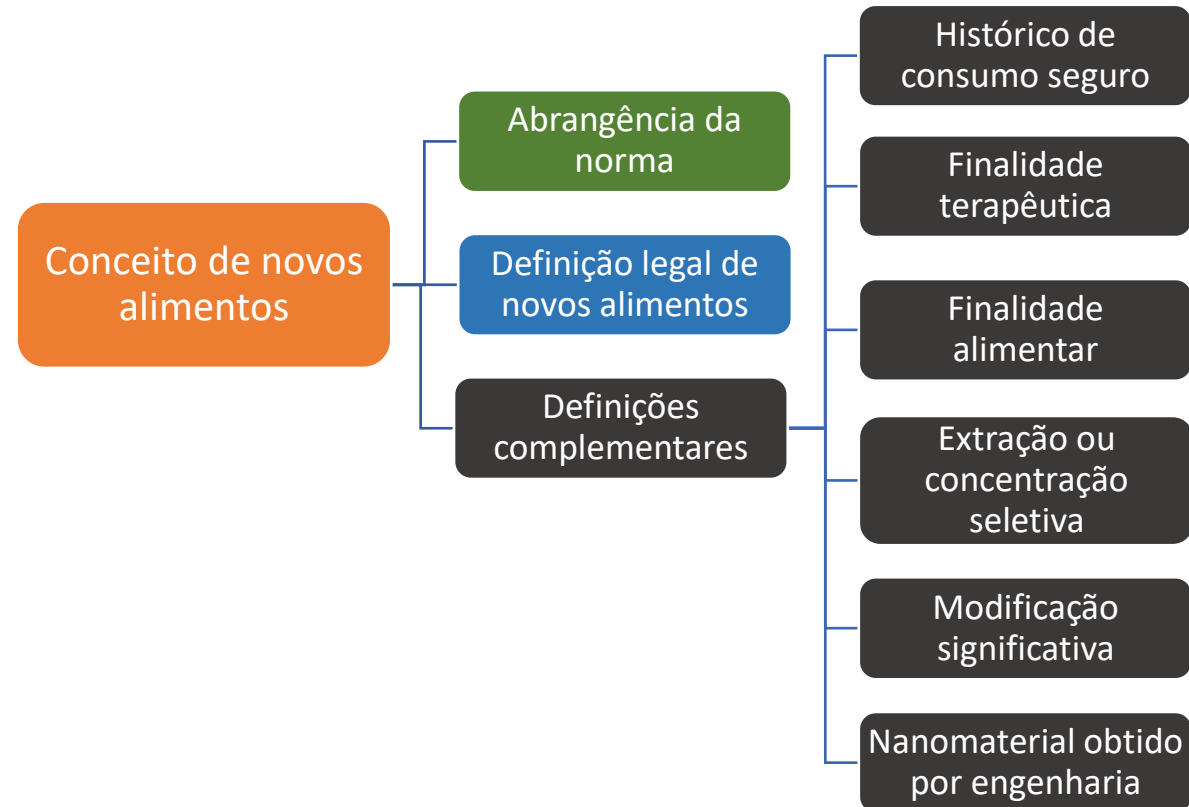 Conceito de novos
alimentos
Abrangência da
norma
Definição legal de
novos alimentos
Definições
complementares
Histórico de
consumo seguro
Finalidade
terapêutica
Finalidade
alimentar
Extração ou
concentração
seletiva
Modificação
significativa
Nanomaterial obtido
por engenharia